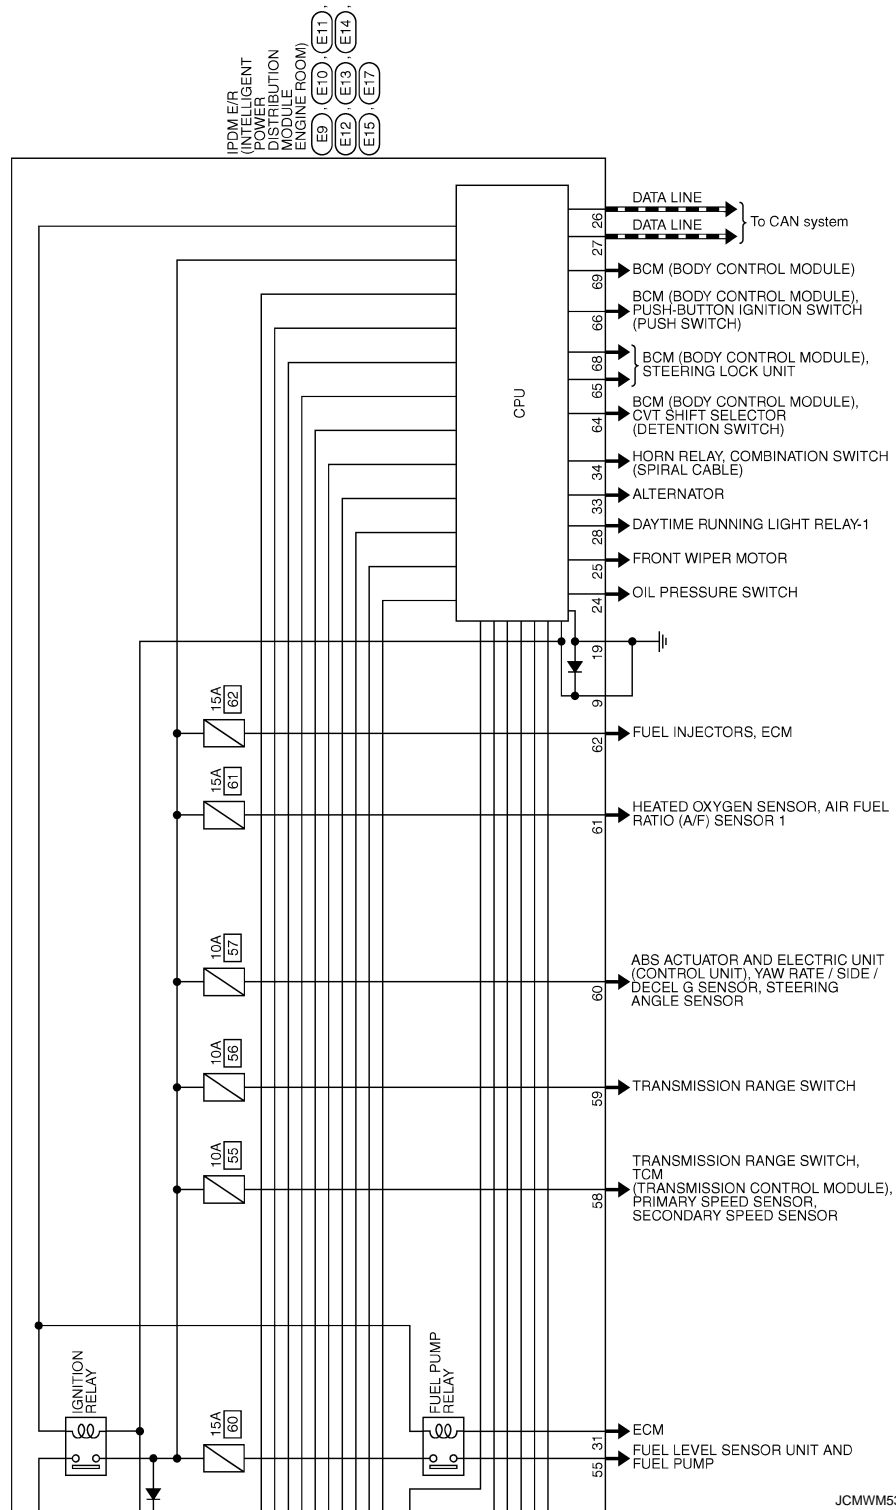 IPDM E/R
(INTELLIGENT
POWER
DISTRIBUTION
MODULE
ENGINE ROOM)
E9 , E10 , E11 ,
E12 , E13 , E14 ,
E15 , E17
CPU
26
DATA LINE
27
DATA LINE
To CAN system
69
BCM (BODY CONTROL MODULE)
66
BCM (BODY CONTROL MODULE),
PUSH-BUTTON IGNITION SWITCH
(PUSH SWITCH)
68
65
BCM (BODY CONTROL MODULE),
STEERING LOCK UNIT
64
BCM (BODY CONTROL MODULE),
CVT SHIFT SELECTOR
(DETENTION SWITCH)
34
HORN RELAY, COMBINATION SWITCH
(SPIRAL CABLE)
33
ALTERNATOR
28
DAYTIME RUNNING LIGHT RELAY-1
25
FRONT WIPER MOTOR
24
OIL PRESSURE SWITCH
19
9
15A
62
62
FUEL INJECTORS, ECM
15A
61
61
HEATED OXYGEN SENSOR, AIR FUEL
RATIO (A/F) SENSOR 1
10A
57
60
ABS ACTUATOR AND ELECTRIC UNIT
(CONTROL UNIT), YAW RATE / SIDE /
DECEL G SENSOR, STEERING
ANGLE SENSOR
10A
56
59
TRANSMISSION RANGE SWITCH
10A
55
58
TRANSMISSION RANGE SWITCH,
TCM
(TRANSMISSION CONTROL MODULE),
PRIMARY SPEED SENSOR,
SECONDARY SPEED SENSOR
IGNITION
RELAY
15A
60
FUEL PUMP
RELAY
31
ECM
55
FUEL LEVEL SENSOR UNIT AND
FUEL PUMP